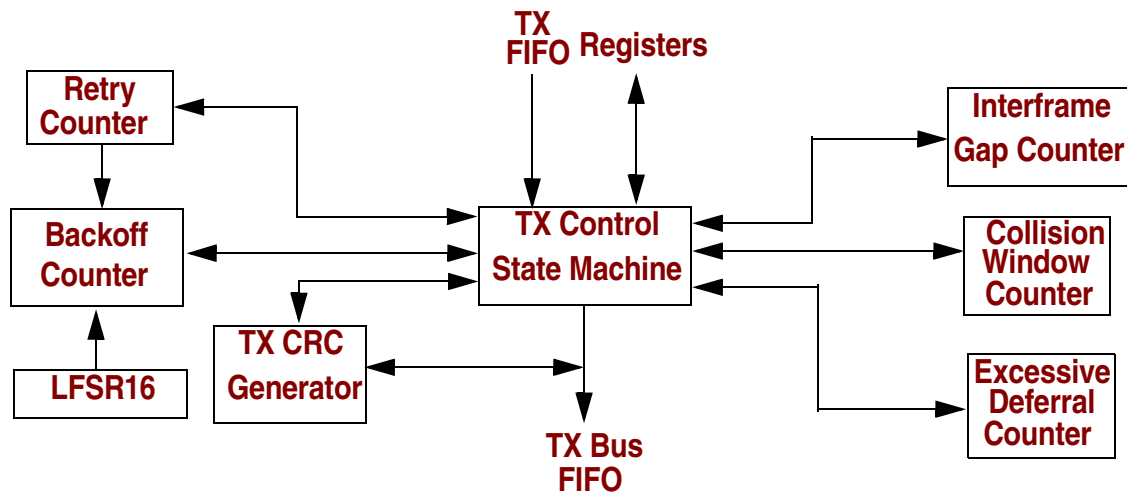 TX
FIFO
Registers
Retry
Counter
Interframe
Gap Counter
Backoff
Counter
TX Control
State Machine
Collision
Window
Counter
TX CRC
Generator
LFSR16
Excessive
Deferral
Counter
TX Bus
FIFO